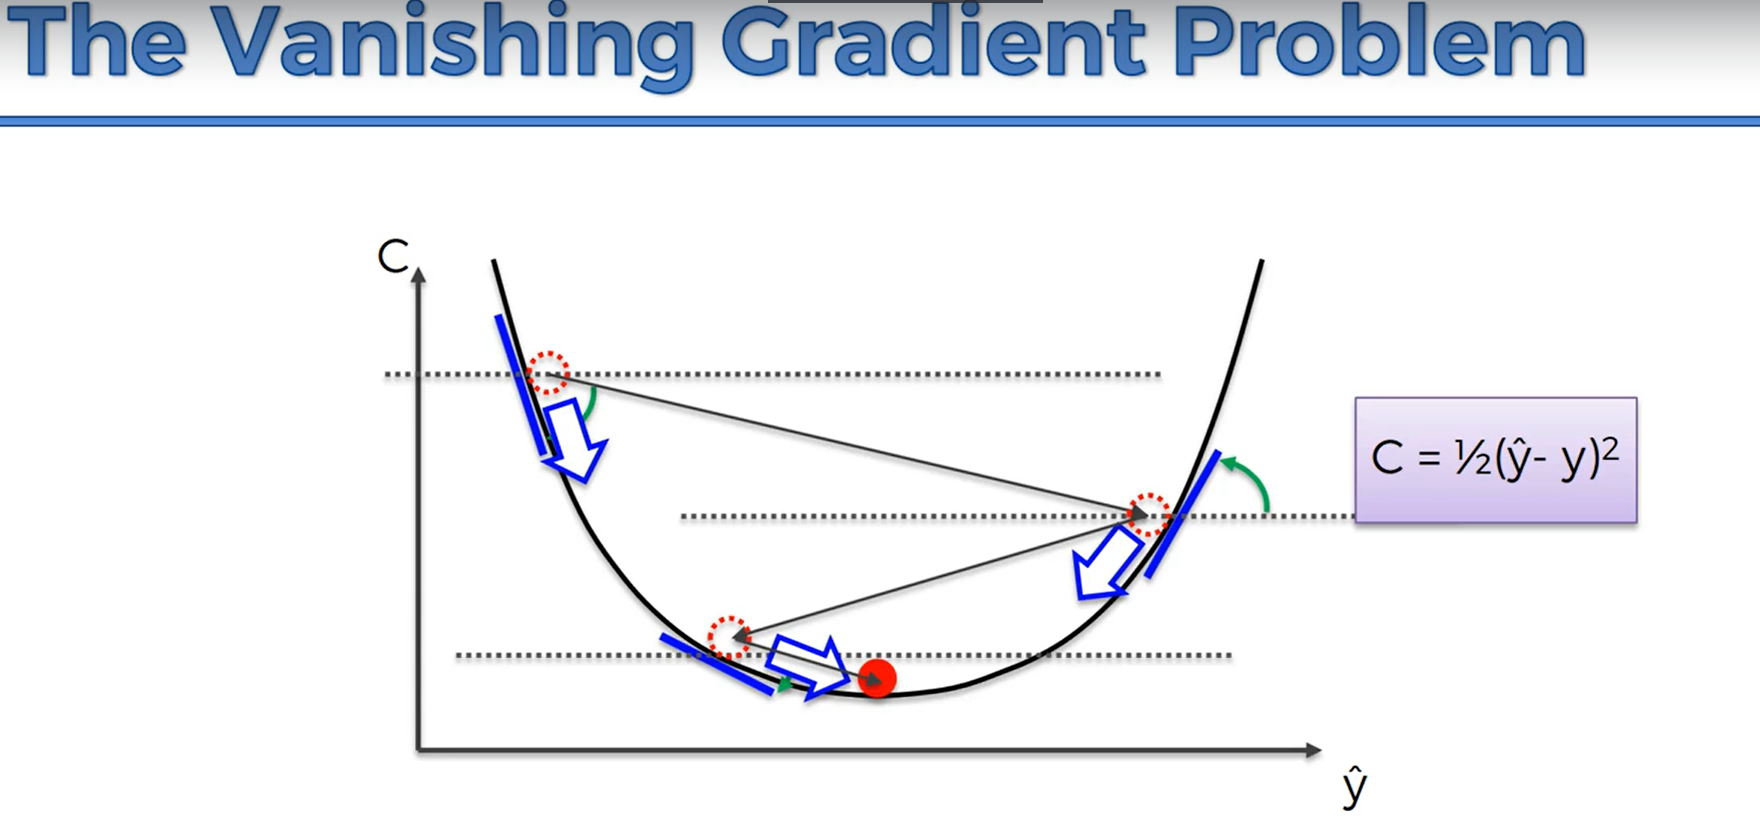 The Vanishing Gradient Problem
C
C = ½(ŷ- y)²
ŷ